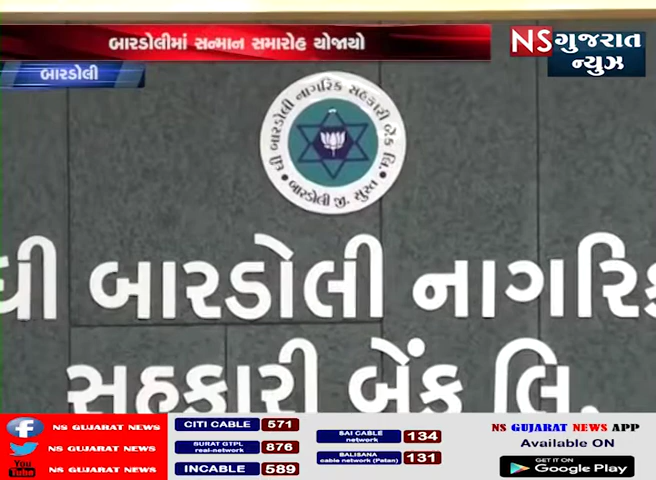 બારડોલીમાં સન્માન સમારોહ યોજાયો
NS ગુજરાત
ન્યુઝ
બારડોલી
ધી બારડોલી નાગરિક સહકારી બેંક લિ.
બારડોલી જી. સુરત
ધી બારડોલી નાગરિક
સહકારી બેંક લિ.
NS GUJARAT NEWS
NS GUJARAT NEWS
You Tube NS GUJARAT NEWS
CITI CABLE 571
SURAT GTPL real-network 876
INCABLE 589
SAI CABLE network 134
BALISANA cable network (Patan) 131
NS GUJARAT NEWS APP
Available ON
GET IT ON
Google Play